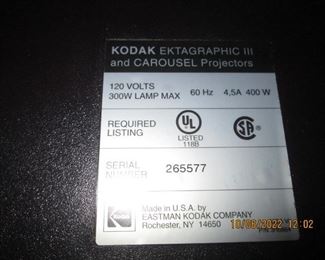 KODAK EKTAGRAPHIC III
and CAROUSEL Projectors
120 VOLTS 60 Hz 4,5A 400 W
300W LAMP MAX
REQUIRED LISTING
UL
LISTED
118B
SA
SERIAL NUMBER 265577
Kodak
Made in U.S.A. by
EASTMAN KODAK COMPANY
Rochester, NY 14650
10/06/2022 12:02